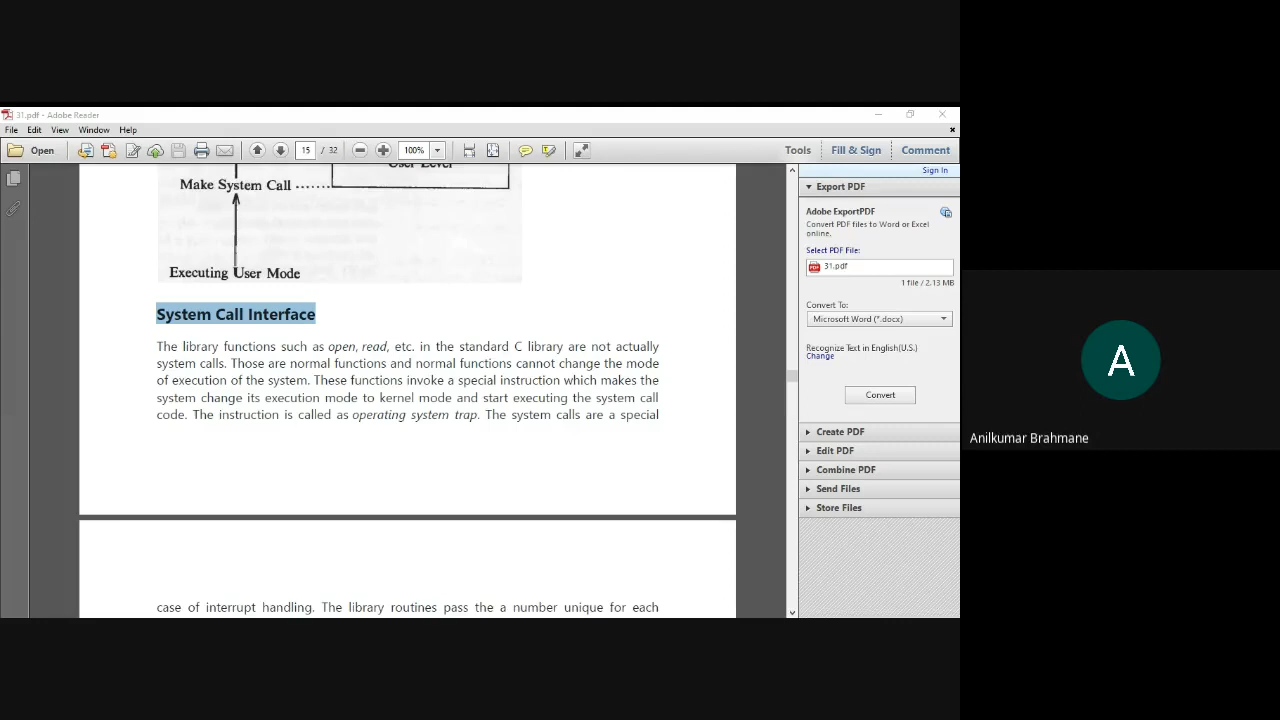 31.pdf - Adobe Reader
File Edit View Window Help
Open 15 / 32 100% Tools Fill & Sign Comment
Sign In
Export PDF
Adobe ExportPDF
Convert PDF files to Word or Excel
online.
Select PDF File:
31.pdf
1 file / 2.13 MB
Convert To:
Microsoft Word (*.docx)
Recognize Text in English(U.S.)
Change
Convert
Create PDF
Edit PDF
Combine PDF
Send Files
Store Files
User Level
Make System Call
Executing User Mode
System Call Interface
The library functions such as open, read, etc. in the standard C library are not actually
system calls. Those are normal functions and normal functions cannot change the mode
of execution of the system. These functions invoke a special instruction which makes the
system change its execution mode to kernel mode and start executing the system call
code. The instruction is called as operating system trap. The system calls are a special
case of interrupt handling. The library routines pass the a number unique for each
A
Anilkumar Brahmane